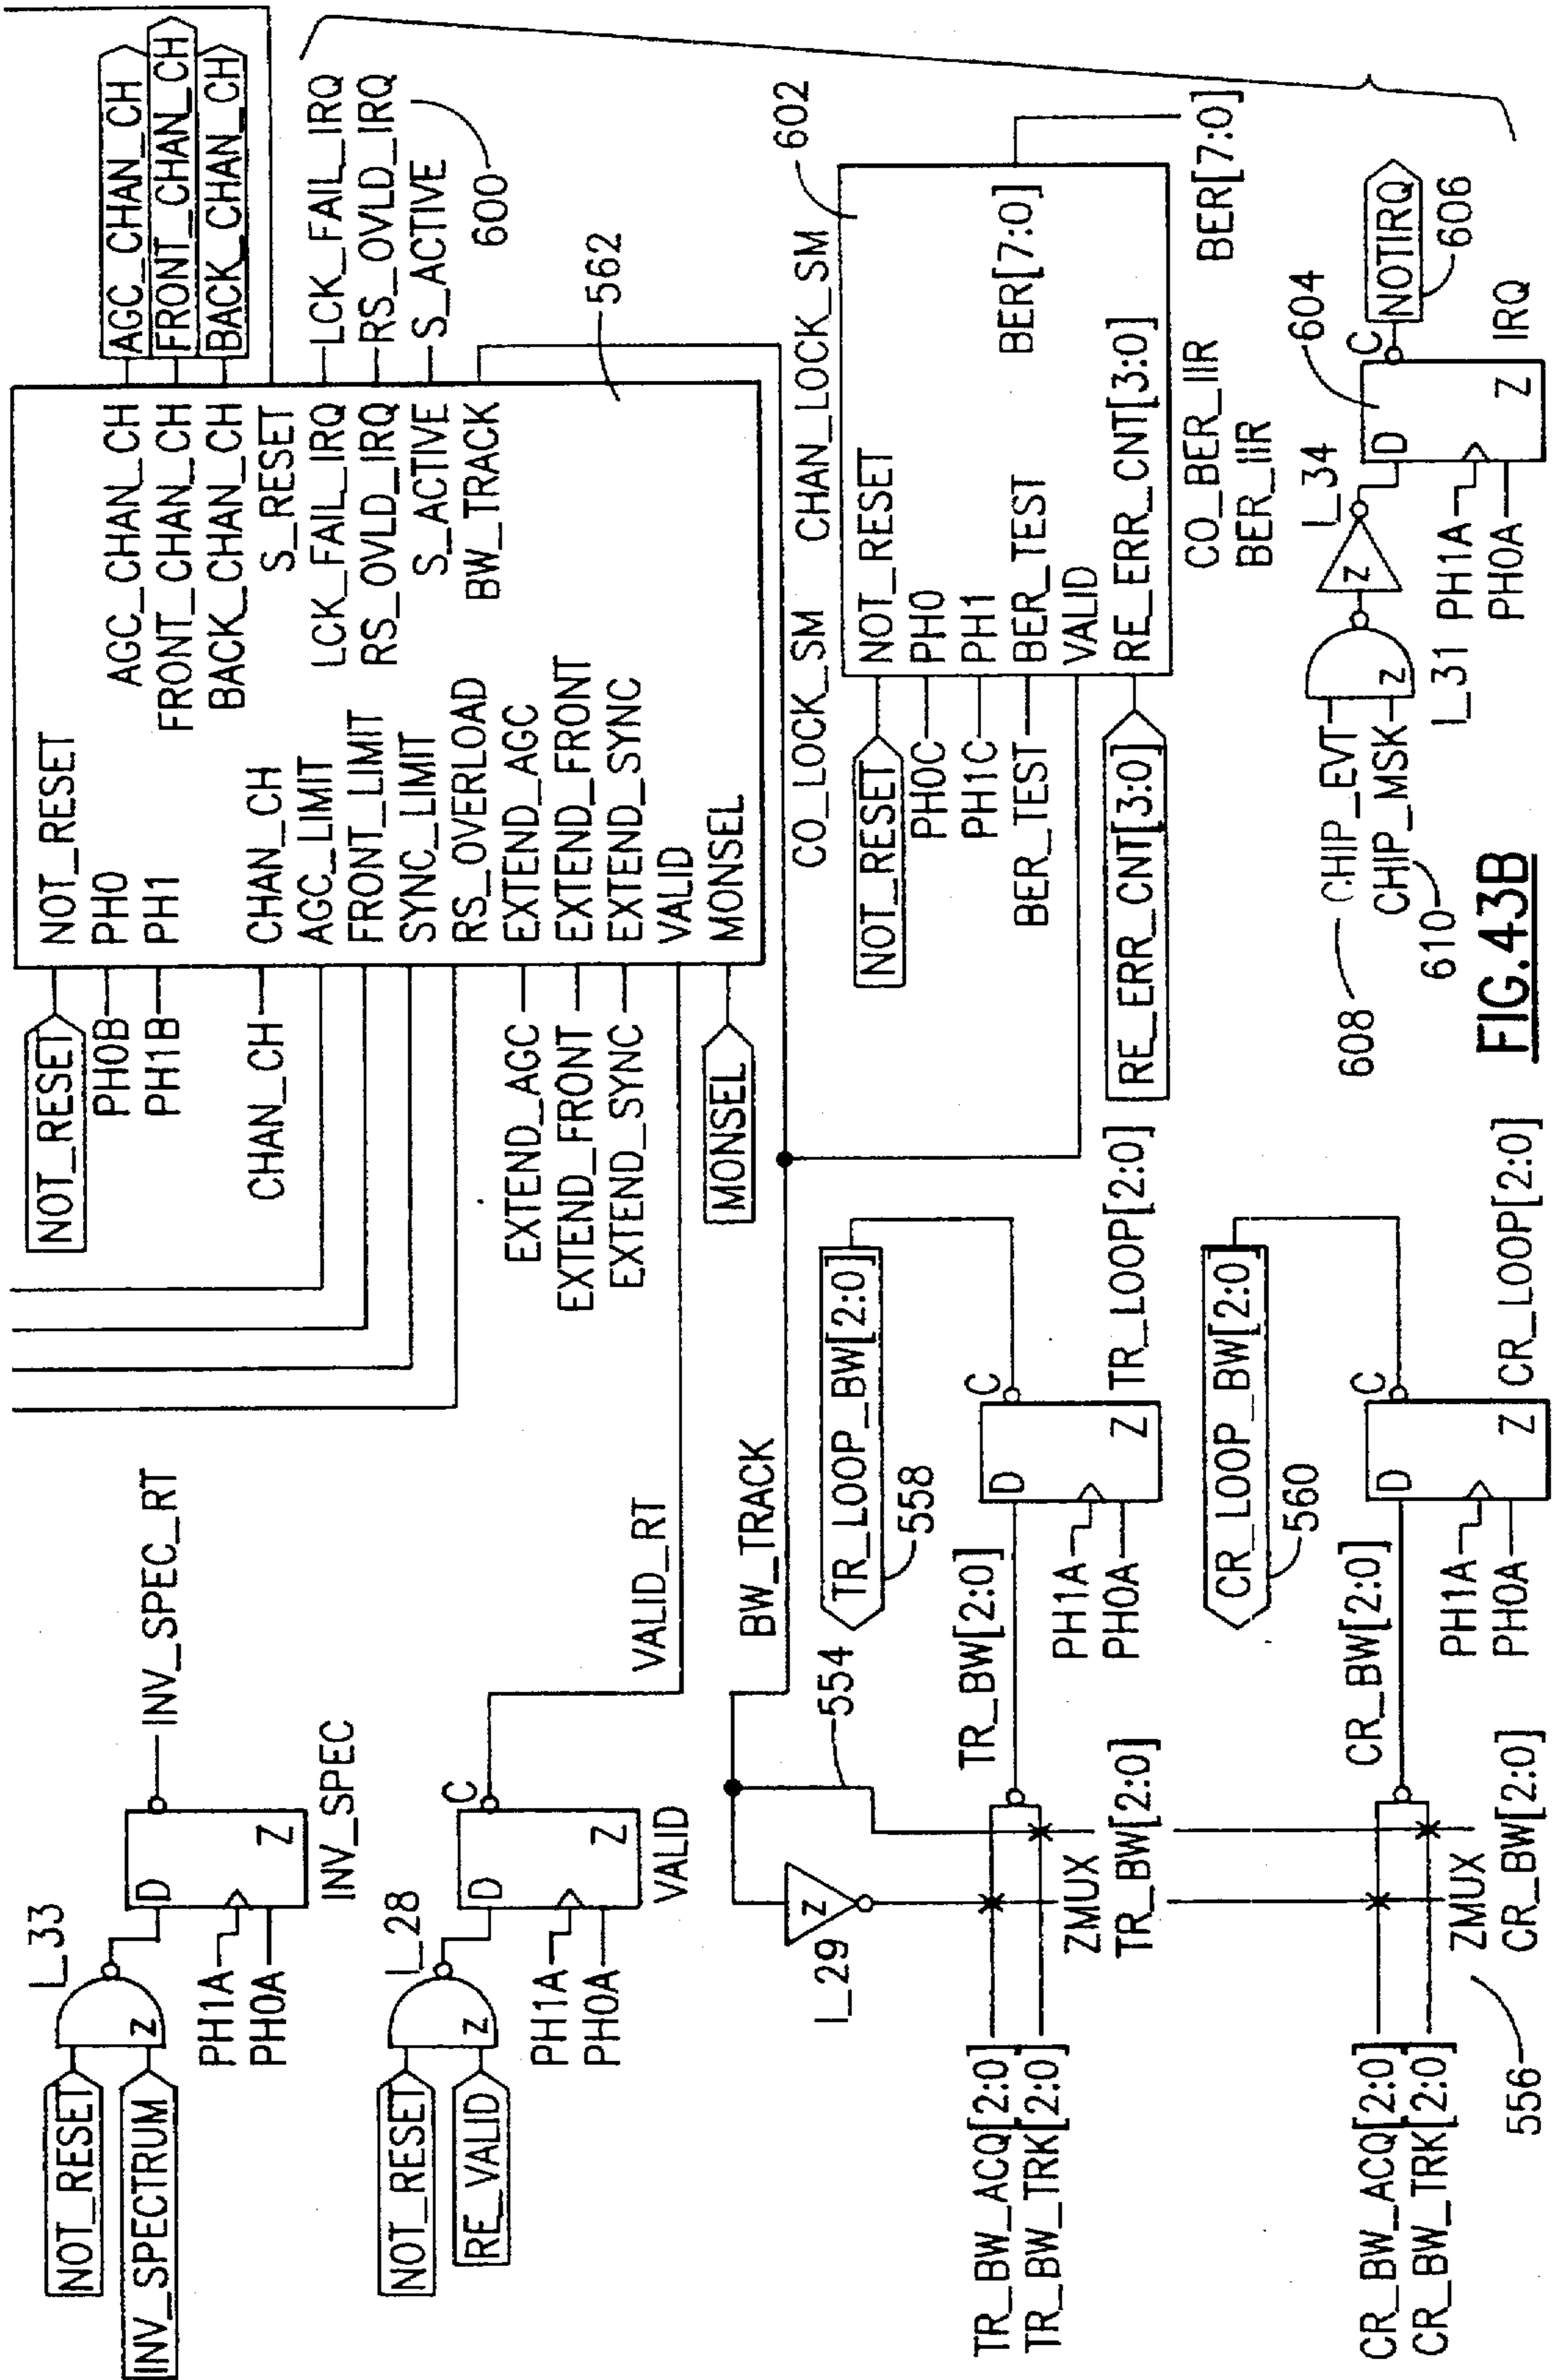 NOT_RESET
INV_SPECTRUM
I_33
z
PH1A
PH0A
D
Z
INV_SPEC
INV_SPEC_RT
NOT_RESET
RE_VALID
I_28
z
PH1A
PH0A
D
C
Z
VALID
VALID_RT
NOT_RESET
PH0B
PH1B
CHAN_CH
EXTEND_AGC
EXTEND_FRONT
EXTEND_SYNC
MONSEL
NOT_RESET
PH0
PH1
CHAN_CH
AGC_LIMIT
FRONT_LIMIT
SYNC_LIMIT
RS_OVERLOAD
EXTEND_AGC
EXTEND_FRONT
EXTEND_SYNC
VALID
MONSEL
AGC_CHAN_CH
FRONT_CHAN_CH
BACK_CHAN_CH
S_RESET
LCK_FAIL_IRQ
RS_OVLD_IRQ
S_ACTIVE
BW_TRACK
AGC_CHAN_CH
FRONT_CHAN_CH
BACK_CHAN_CH
LCK_FAIL_IRQ
RS_OVLD_IRQ
S_ACTIVE
600
562
CO_LOCK_SM CHAN_LOCK_SM
BW_TRACK
I_29
z
554
TR_BW_ACQ[2:0]
TR_BW_TRK[2:0]
ZMUX
TR_BW[2:0]
TR_BW[2:0]
PH1A
PH0A
D
C
Z
TR_LOOP[2:0]
TR_LOOP_BW[2:0]
558
CR_BW_ACQ[2:0]
CR_BW_TRK[2:0]
556
ZMUX
CR_BW[2:0]
CR_BW[2:0]
PH1A
PH0A
D
C
Z
CR_LOOP[2:0]
CR_LOOP_BW[2:0]
560
NOT_RESET
PH0C
PH1C
BER_TEST
RE_ERR_CNT[3:0]
NOT_RESET
PH0
PH1
BER_TEST
VALID
RE_ERR_CNT[3:0]
BER[7:0]
602
BER[7:0]
CO_BER_IIR
BER_IIR
608
CHIP_EVT
CHIP_MSK
610
z
I_31
z
I_34
PH1A
PH0A
D
C
Z
604
NOTIRQ
606
IRQ
FIG.43B